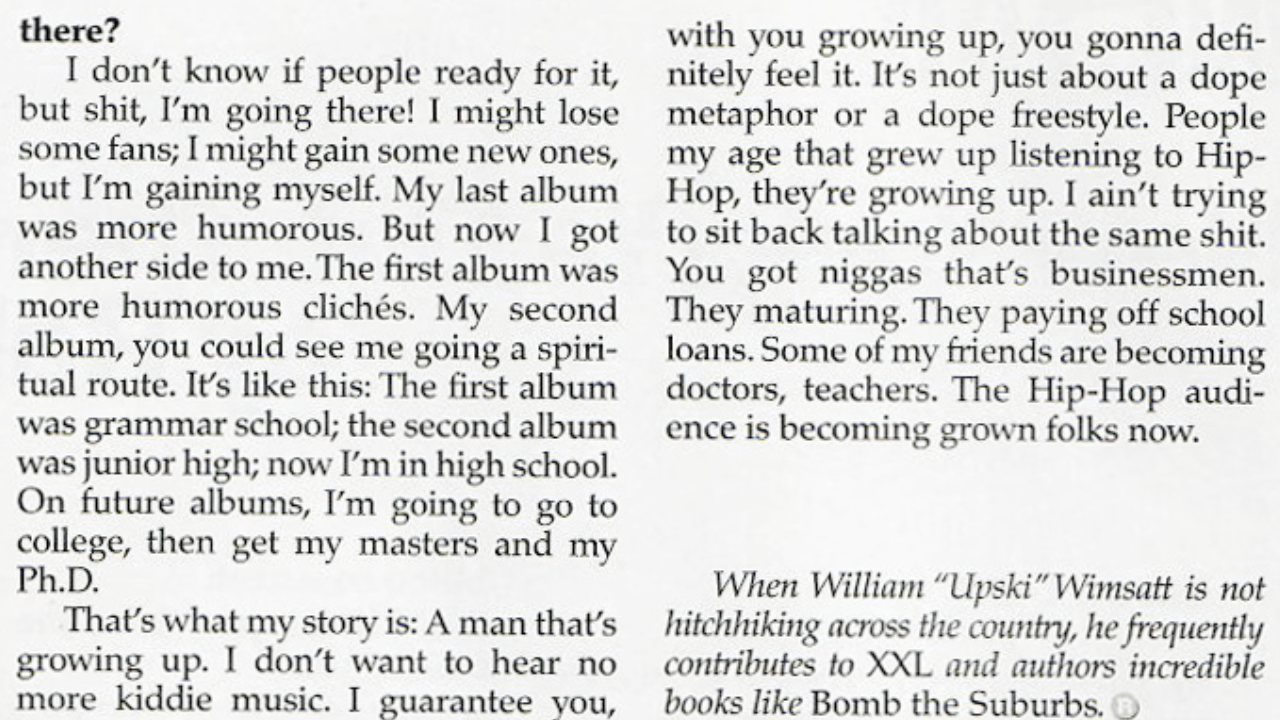 there?
I don't know if people ready for it,
but shit, I'm going there! I might lose
some fans; I might gain some new ones,
but I'm gaining myself. My last album
was more humorous. But now I got
another side to me. The first album was
more humorous clichés. My second
album, you could see me going a spiri-
tual route. It's like this: The first album
was grammar school; the second album
was junior high; now I'm in high school.
On future albums, I'm going to go to
college, then get my masters and my
Ph.D.
That's what my story is: A man that's
growing up. I don't want to hear no
more kiddie music. I guarantee you,
with you growing up, you gonna defi-
nitely feel it. It's not just about a dope
metaphor or a dope freestyle. People
my age that grew up listening to Hip-
Hop, they're growing up. I ain't trying
to sit back talking about the same shit.
You got niggas that's businessmen.
They maturing. They paying off school
loans. Some of my friends are becoming
doctors, teachers. The Hip-Hop audi-
ence is becoming grown folks now.
When William "Upski" Wimsatt is not
hitchhiking across the country, he frequently
contributes to XXL and authors incredible
books like Bomb the Suburbs.